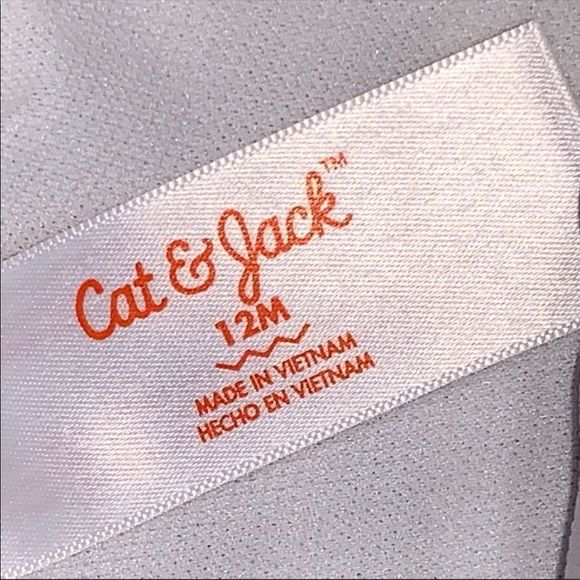 Cat & Jack™
12M
MADE IN VIETNAM
HECHO EN VIETNAM